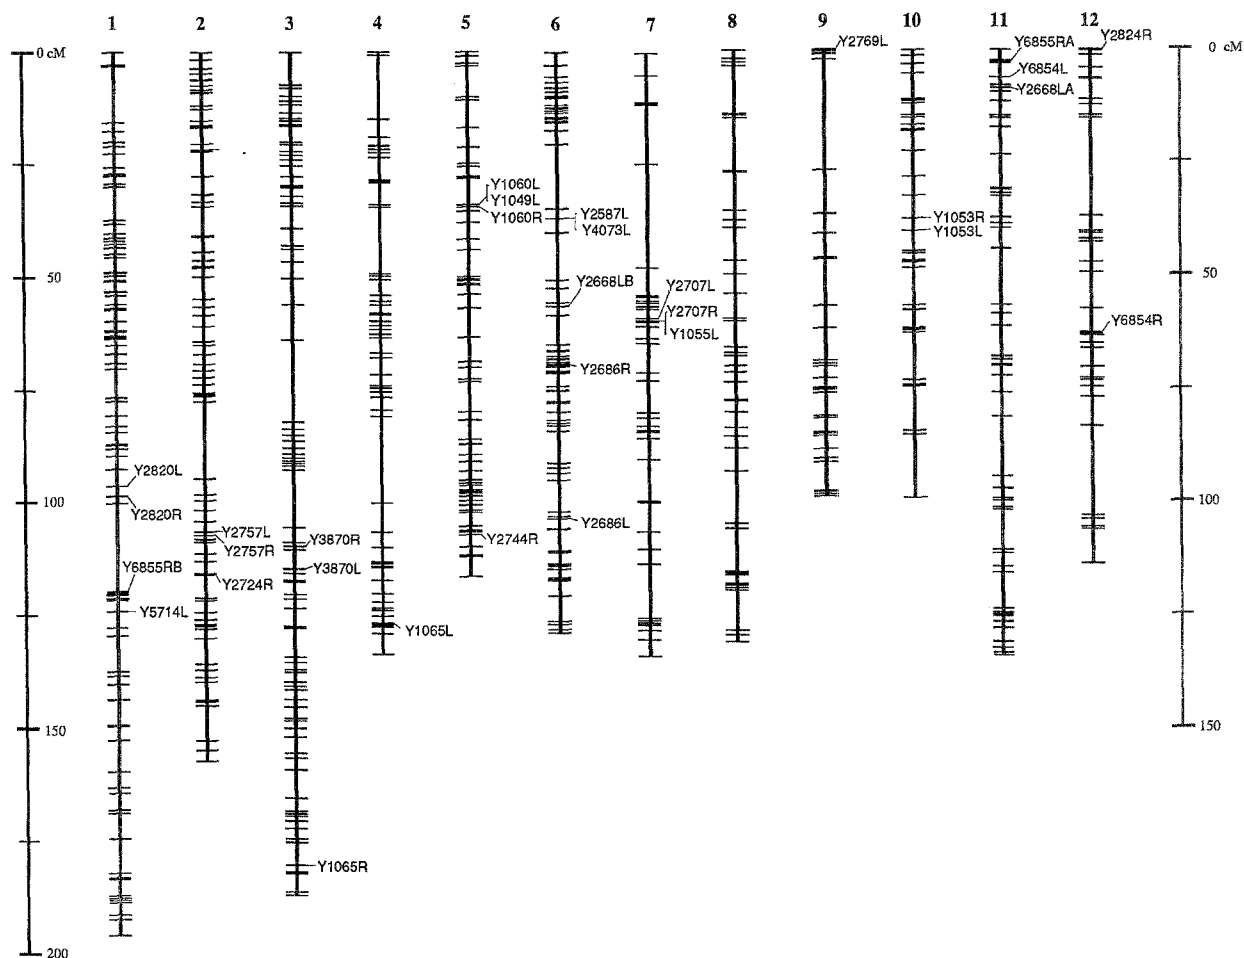 1 2 3 4 5 6 7 8 9 10 11 12
0 cM
50
100
150
200
Y2820L
Y2820R
Y6855RB
Y5714L
Y2757L
Y2757R
Y2724R
Y3870R
Y3870L
Y1065R
Y1065L
Y1060L
Y1049L
Y1060R
Y2744R
Y2587L
Y4073L
Y2668LB
Y2686R
Y2686L
Y2707L
Y2707R
Y1055L
Y2769L
Y1053R
Y1053L
Y6855RA
Y6854L
Y2668LA
Y2824R
Y6854R
0 cM
50
100
150